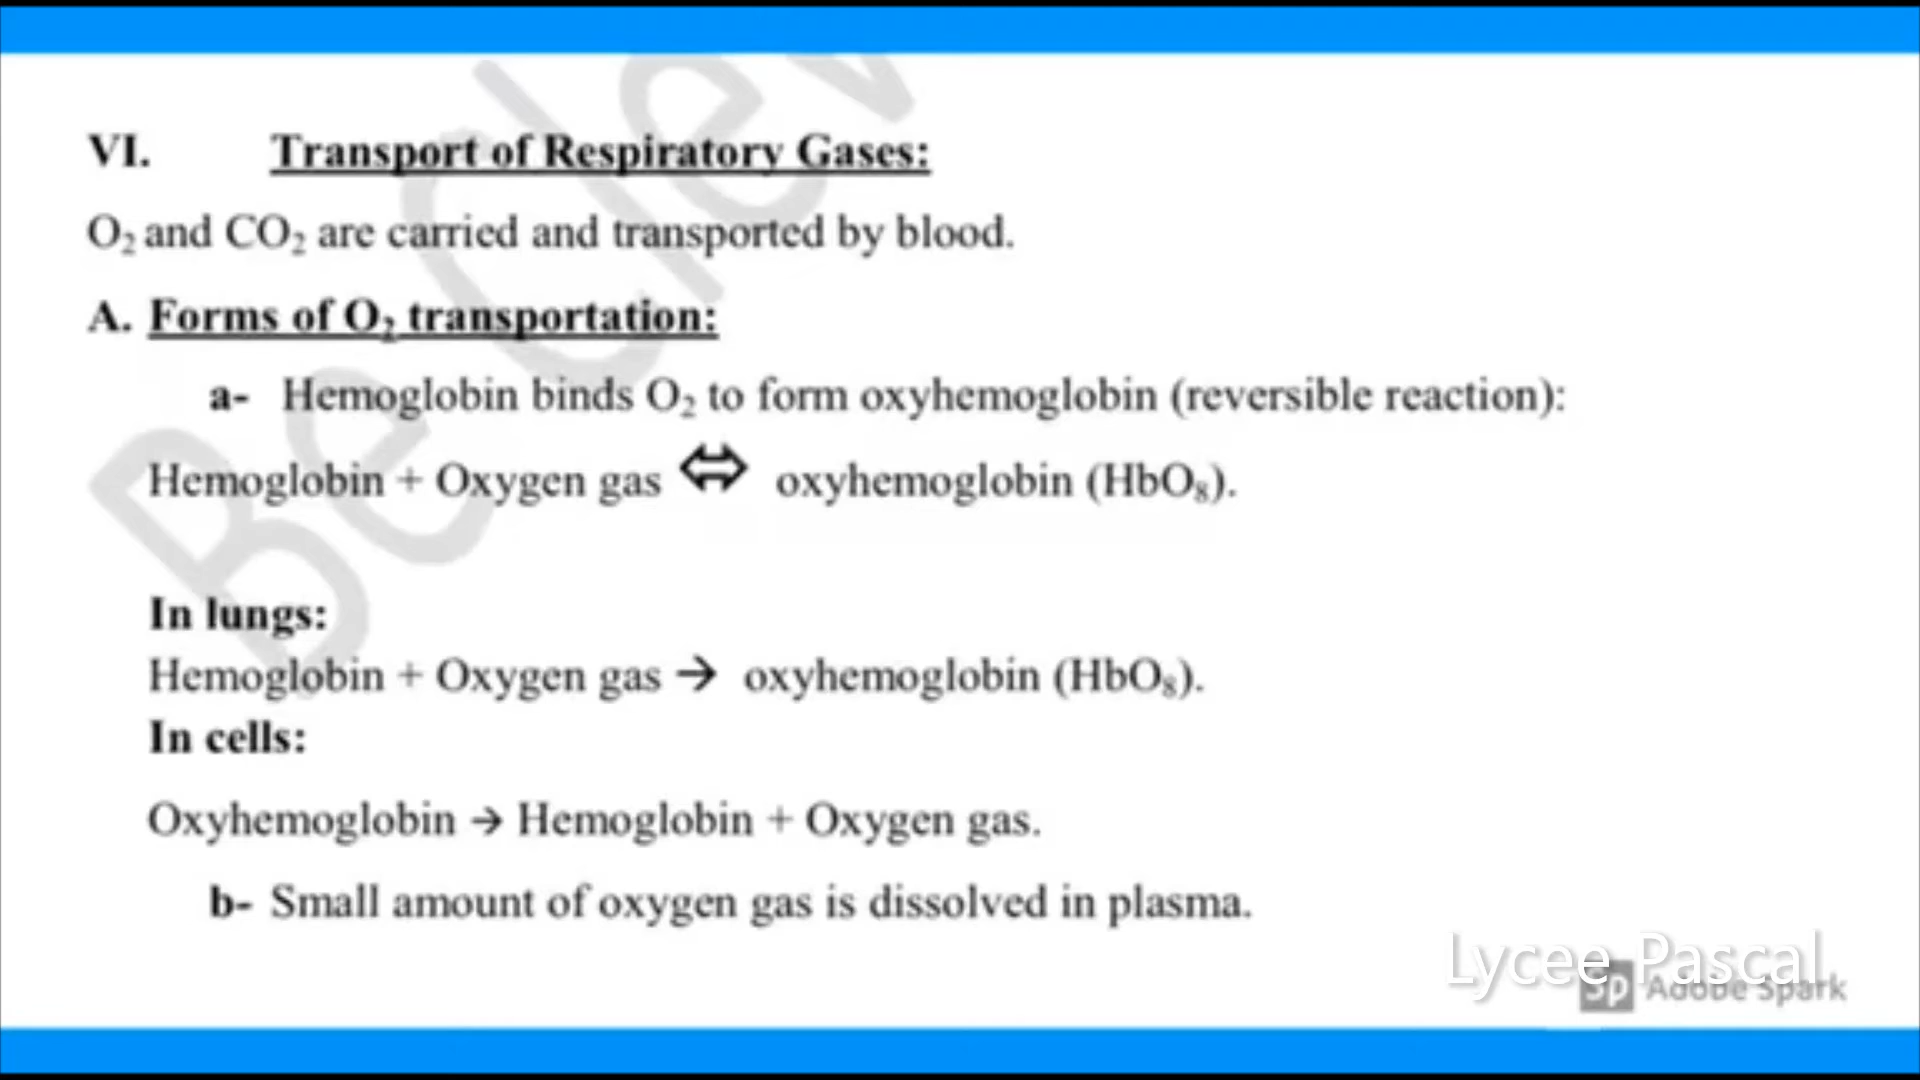 VI. Transport of Respiratory Gases:
O₂ and CO₂ are carried and transported by blood.
A. Forms of O₂ transportation:
a- Hemoglobin binds O₂ to form oxyhemoglobin (reversible reaction):
Hemoglobin + Oxygen gas ⇔ oxyhemoglobin (HbO₈).
In lungs:
Hemoglobin + Oxygen gas → oxyhemoglobin (HbO₈).
In cells:
Oxyhemoglobin → Hemoglobin + Oxygen gas.
b- Small amount of oxygen gas is dissolved in plasma.
Lycee Pascal
Sp Adobe Spark
Be